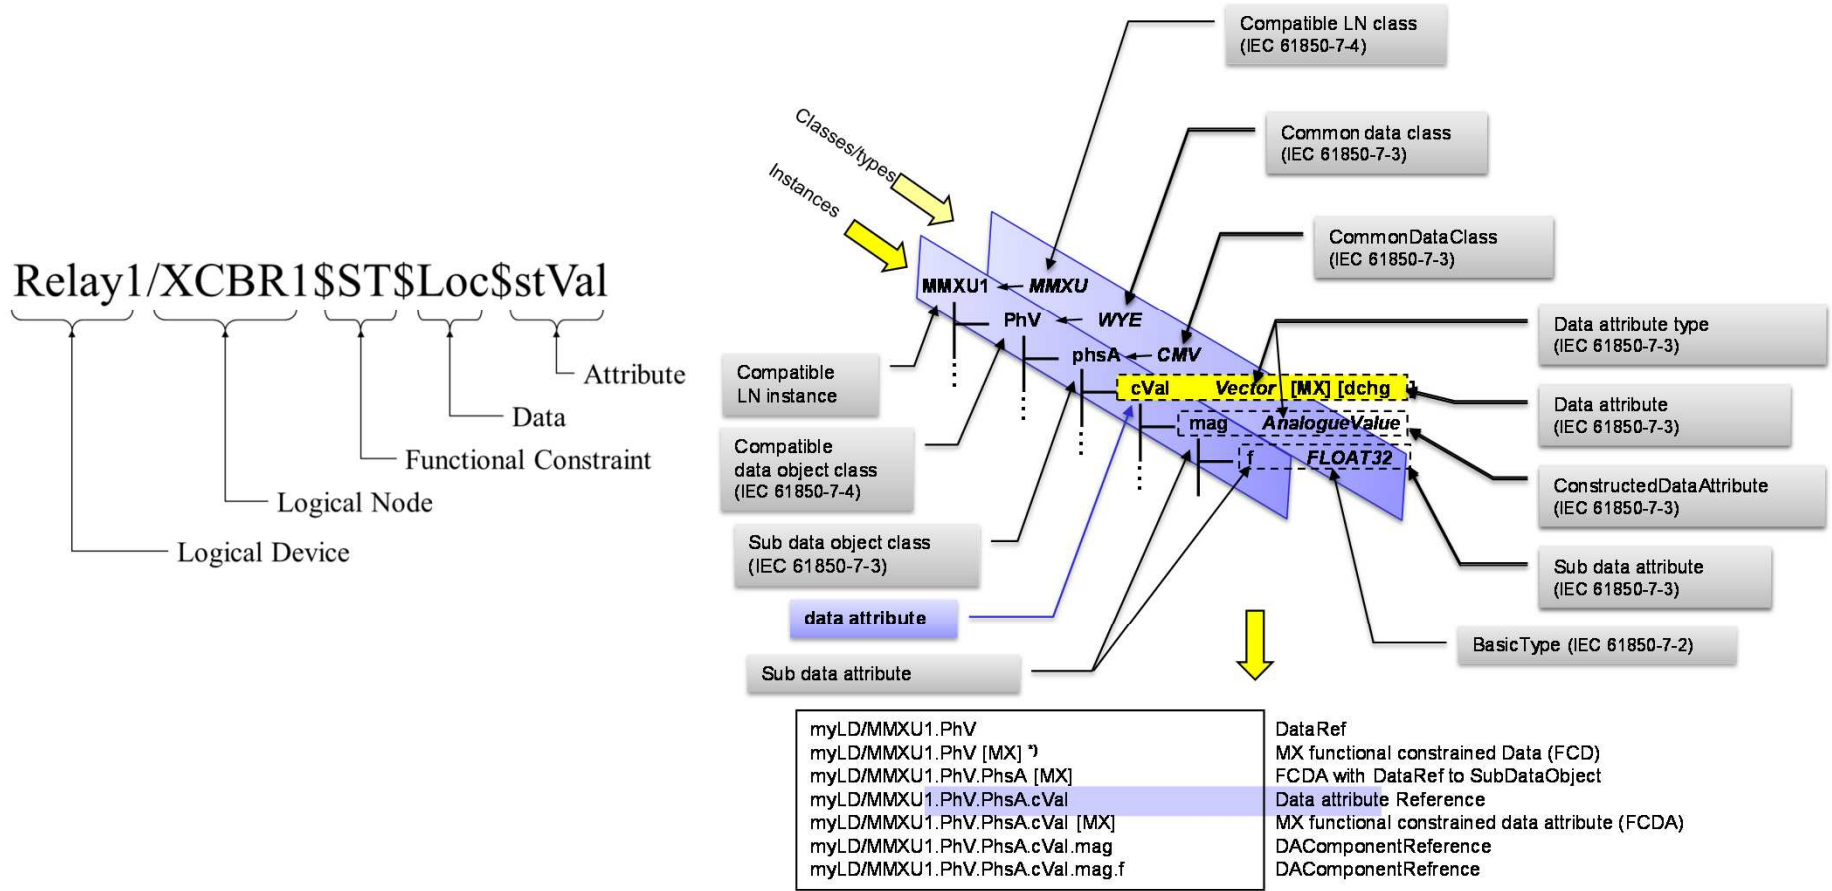 Relay1/XCBR1$ST$Loc$stVal
Attribute
Data
Functional Constraint
Logical Node
Logical Device
Compatible LN class
(IEC 61850-7-4)
Common data class
(IEC 61850-7-3)
CommonDataClass
(IEC 61850-7-3)
Data attribute type
(IEC 61850-7-3)
Data attribute
(IEC 61850-7-3)
ConstructedDataAttribute
(IEC 61850-7-3)
Sub data attribute
(IEC 61850-7-3)
BasicType (IEC 61850-7-2)
Classes/types
Instances
MMXU1 MMXU
PhV WYE
phsA CMV
cVal Vector [MX] [dchg ]
mag AnalogueValue
f FLOAT32
Compatible
LN instance
Compatible
data object class
(IEC 61850-7-4)
Sub data object class
(IEC 61850-7-3)
data attribute
Sub data attribute
myLD/MMXU1.PhV DataRef
myLD/MMXU1.PhV [MX] *) MX functional constrained Data (FCD)
myLD/MMXU1.PhV.PhsA [MX] FCDA with DataRef to SubDataObject
myLD/MMXU1.PhV.PhsA.cVal Data attribute Reference
myLD/MMXU1.PhV.PhsA.cVal [MX] MX functional constrained data attribute (FCDA)
myLD/MMXU1.PhV.PhsA.cVal.mag DAComponentReference
myLD/MMXU1.PhV.PhsA.cVal.mag.f DAComponentRefrence